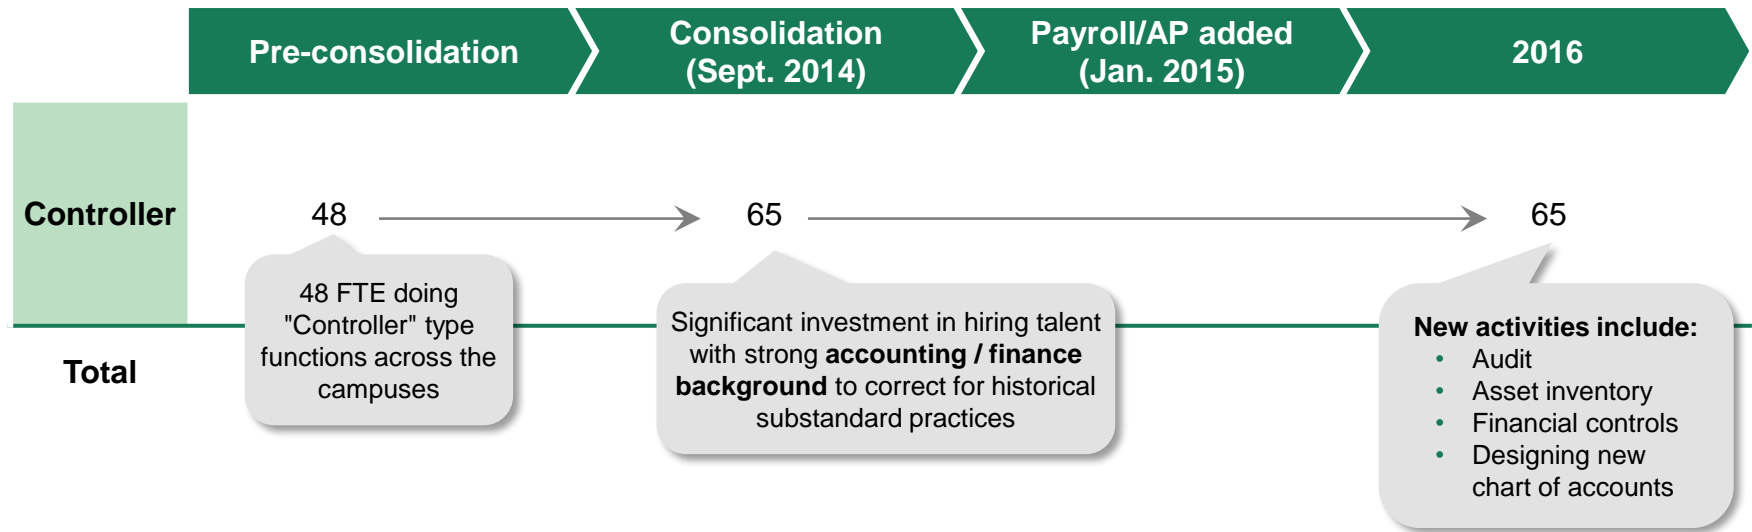 Pre-consolidation
Consolidation
(Sept. 2014)
Payroll/AP added
(Jan. 2015)
2016
Controller
48
65
65
48 FTE doing
"Controller" type
functions across the
campuses
Significant investment in hiring talent
with strong accounting / finance
background to correct for historical
substandard practices
New activities include:
• Audit
• Asset inventory
• Financial controls
• Designing new
chart of accounts
Total